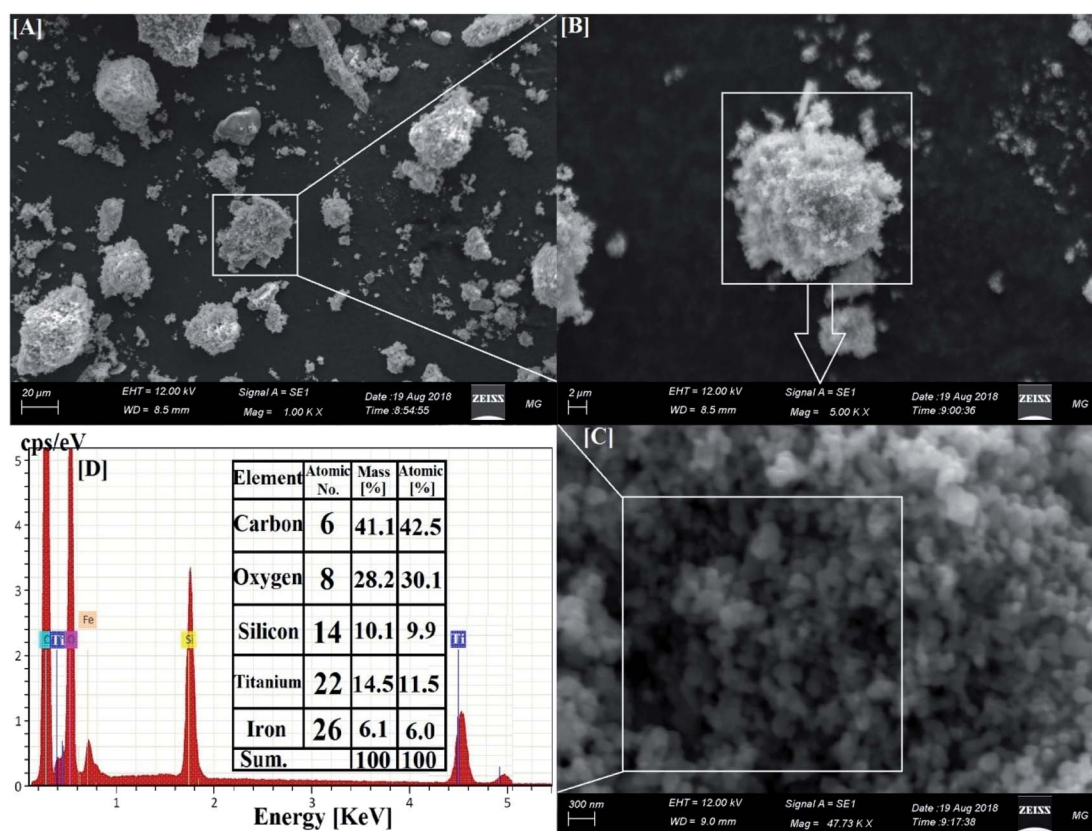 [A]
20 µm
EHT = 12.00 kV
Signal A = SE1
Date :19 Aug 2018
WD = 8.5 mm
Mag = 1.00 K X
Time :8:54:55
ZEISS
MG
[B]
2 µm
EHT = 12.00 kV
Signal A = SE1
Date :19 Aug 2018
WD = 8.5 mm
Mag = 5.00 K X
Time :9:00:36
ZEISS
MG
cps/eV
[D]
5
4
3
2
1
0
C
Ti
O
Fe
Si
Ti
Element Atomic No. Mass [%] Atomic [%]
Carbon 6 41.1 42.5
Oxygen 8 28.2 30.1
Silicon 14 10.1 9.9
Titanium 22 14.5 11.5
Iron 26 6.1 6.0
Sum. 100 100
1 2 3 4 5
Energy [KeV]
[C]
300 nm
EHT = 12.00 kV
Signal A = SE1
Date :19 Aug 2018
WD = 9.0 mm
Mag = 47.73 K X
Time :9:17:38
ZEISS
MG